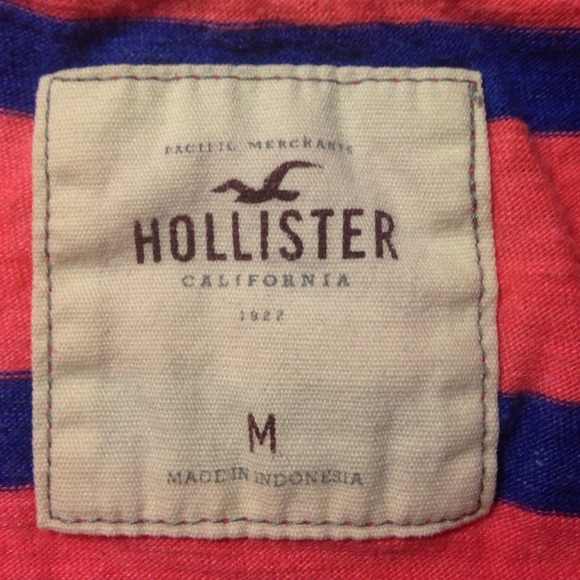 PACIFIC MERCHANTS
HOLLISTER
CALIFORNIA
1922
M
MADE IN INDONESIA